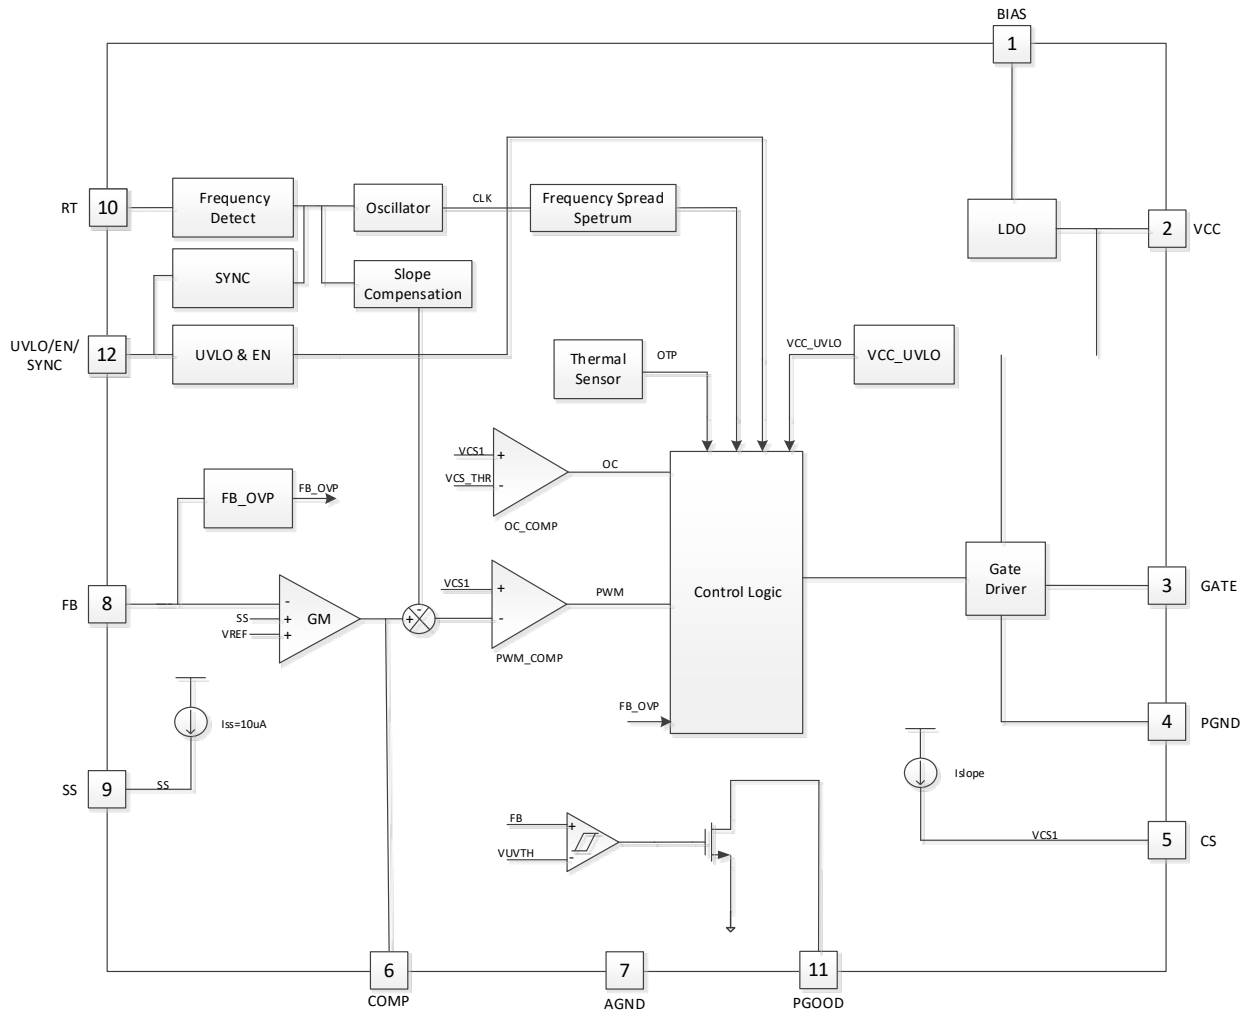 BIAS
1
RT
10
Frequency
Detect
Oscillator
CLK
Frequency Spread
Spetrum
LDO
2
VCC
SYNC
Slope
Compensation
UVLO/EN/
SYNC
12
UVLO & EN
Thermal
Sensor
OTP
VCC_UVLO
VCC_UVLO
VCS1
+
VCS_THR
-
OC
OC_COMP
FB_OVP
FB_OVP
FB
8
-
SS
+
VREF
+
GM
+
-
VCS1
+
-
PWM
PWM_COMP
Control Logic
Gate
Driver
3
GATE
Iss=10uA
FB_OVP
4
PGND
SS
9
SS
Islope
FB
+
VUVTH
-
VCS1
5
CS
6
COMP
7
AGND
11
PGOOD